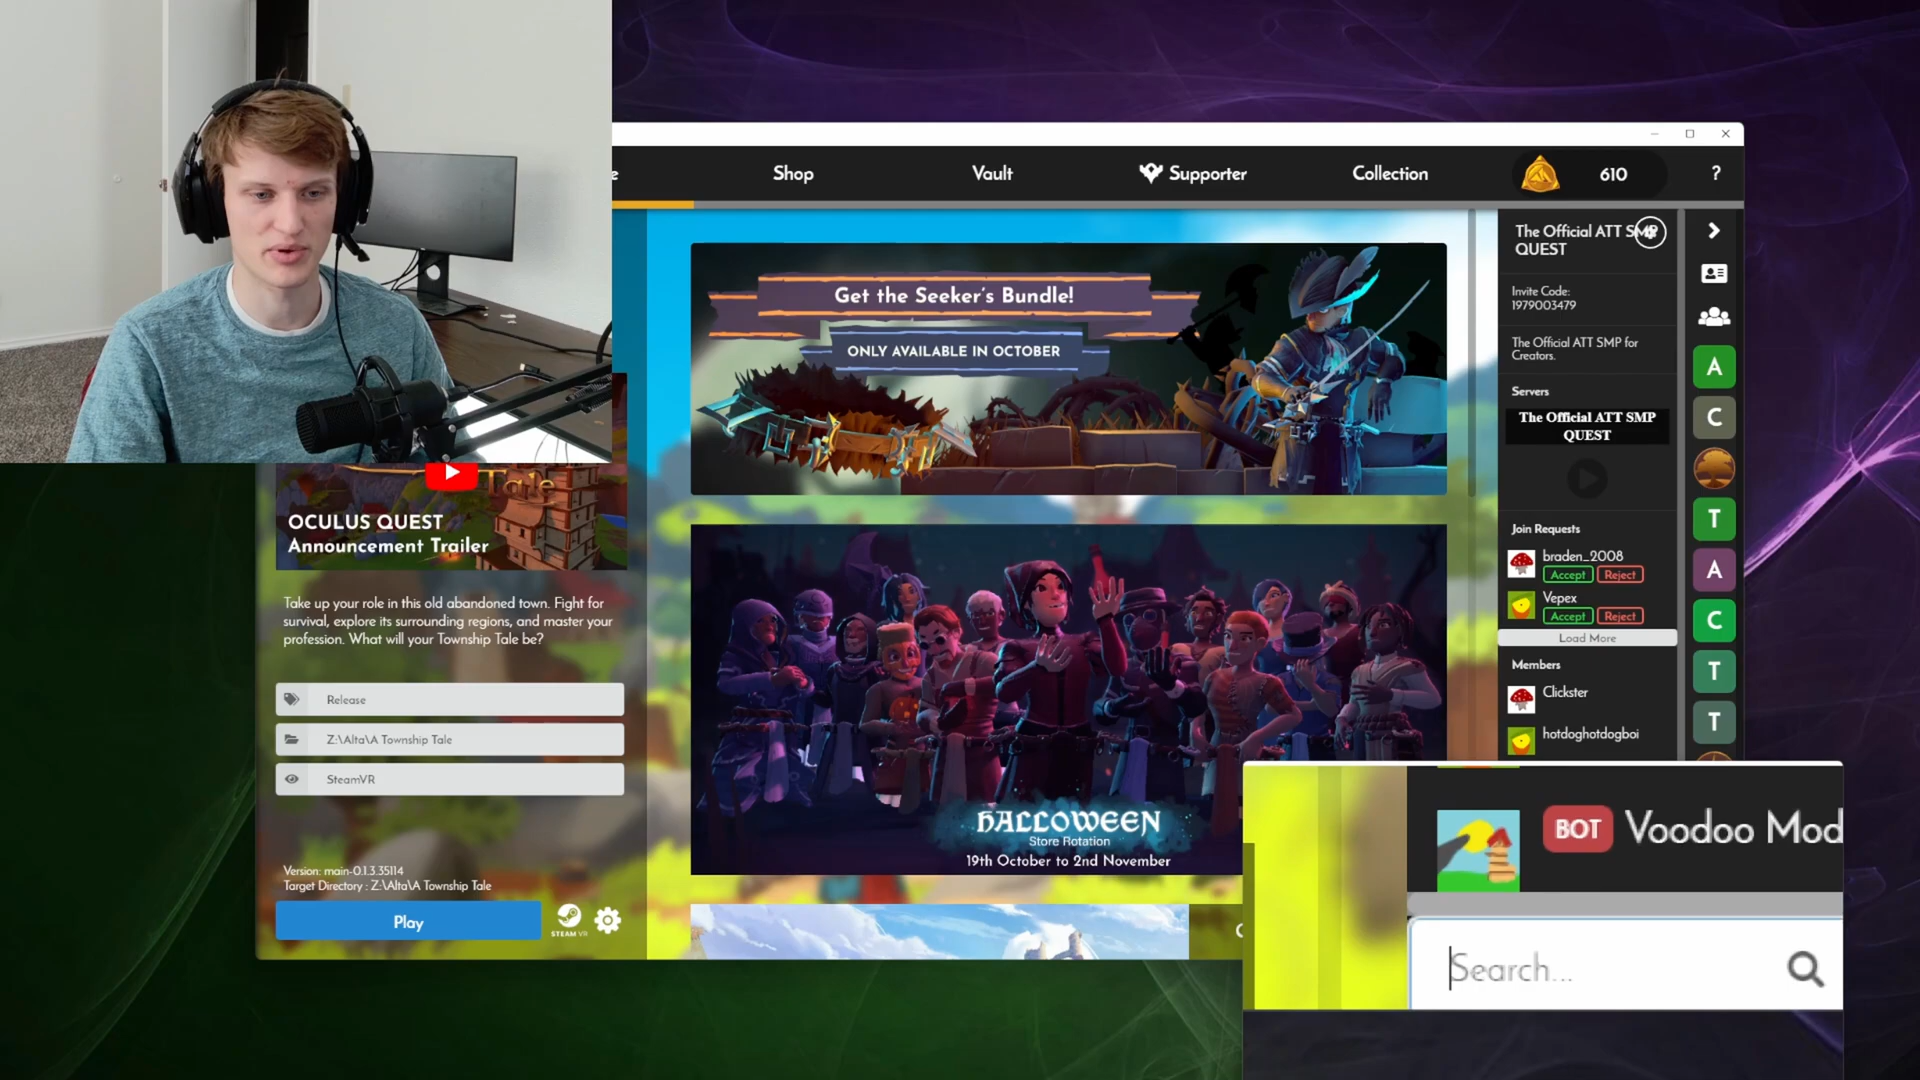 Shop
Vault
Supporter
Collection
610
?
Get the Seeker's Bundle!
ONLY AVAILABLE IN OCTOBER
Tale
OCULUS QUEST
Announcement Trailer
Take up your role in this old abandoned town. Fight for
survival, explore its surrounding regions, and master your
profession. What will your Township Tale be?
Release
Z:\Alta\A Township Tale
SteamVR
Version: main-0.1.3.35114
Target Directory : Z:\Alta\A Township Tale
Play
STEAM VR
HALLOWEEN
Store Rotation
19th October to 2nd November
The Official ATT SMP
QUEST
Invite Code:
1979003479
The Official ATT SMP for
Creators.
Servers
The Official ATT SMP
QUEST
Join Requests
braden_2008
Accept Reject
Vepex
Accept Reject
Load More
Members
Clickster
hotdoghotdogboi
A
C
T
A
C
T
T
BOT Voodoo Mod
Search...